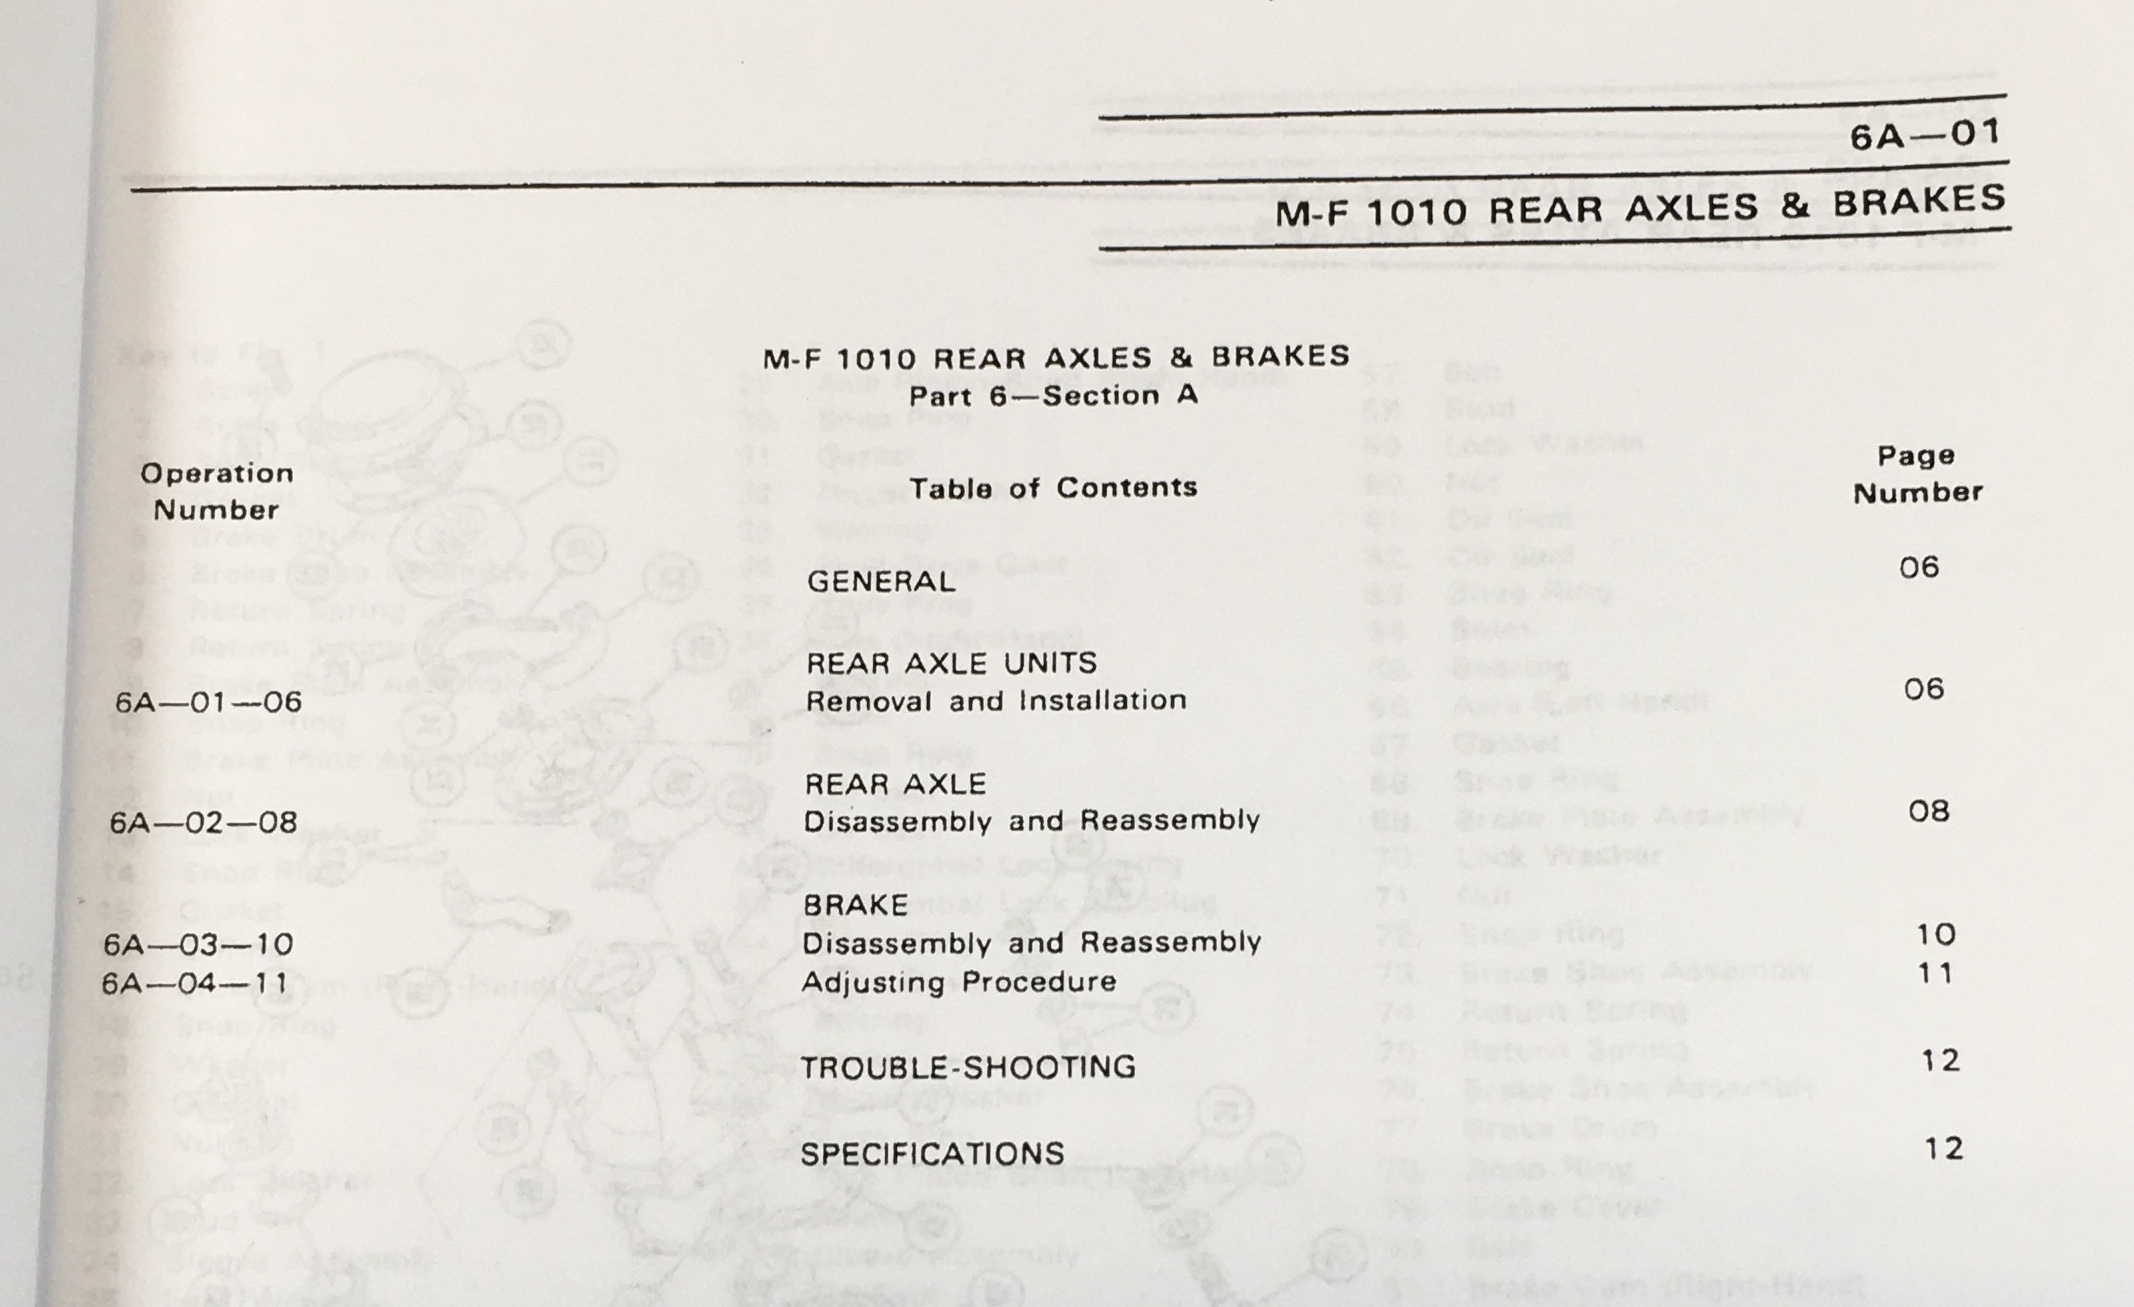 6A—01
M-F 1010 REAR AXLES & BRAKES
M-F 1010 REAR AXLES & BRAKES
Part 6—Section A
Operation Number
Table of Contents
Page Number
GENERAL 06
REAR AXLE UNITS
6A—01—06 Removal and Installation 06
REAR AXLE
6A—02—08 Disassembly and Reassembly 08
BRAKE
6A—03—10 Disassembly and Reassembly 10
6A—04—11 Adjusting Procedure 11
TROUBLE-SHOOTING 12
SPECIFICATIONS 12